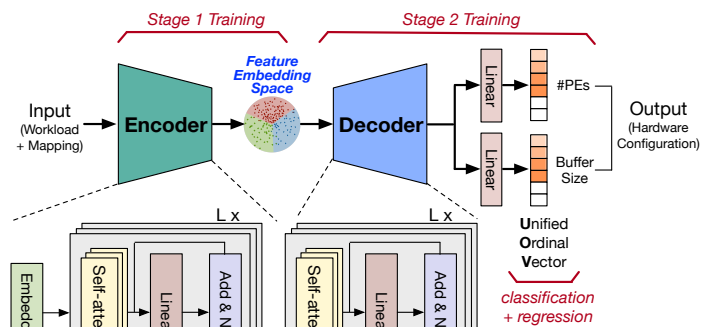 Stage 1 Training
Stage 2 Training
Feature
Embedding
Space
Input
(Workload
+ Mapping)
Encoder
Decoder
Linear
#PEs
Linear
Buffer
Size
Output
(Hardware
Configuration)
L x
L x
Unified
Ordinal
Vector
classification
+ regression